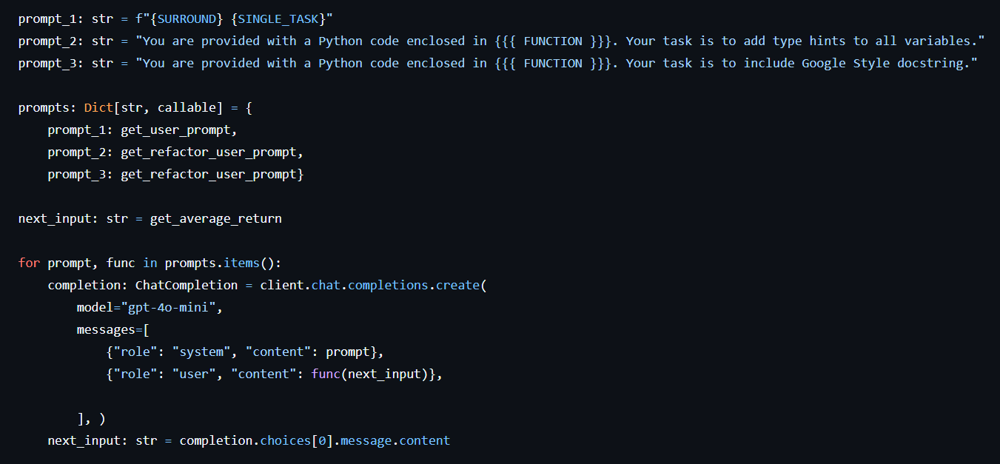 prompt_1: str = f"{SURROUND} {SINGLE_TASK}"
prompt_2: str = "You are provided with a Python code enclosed in {{{ FUNCTION }}}. Your task is to add type hints to all variables."
prompt_3: str = "You are provided with a Python code enclosed in {{{ FUNCTION }}}. Your task is to include Google Style docstring."

prompts: Dict[str, callable] = {
    prompt_1: get_user_prompt,
    prompt_2: get_refactor_user_prompt,
    prompt_3: get_refactor_user_prompt}

next_input: str = get_average_return

for prompt, func in prompts.items():
    completion: ChatCompletion = client.chat.completions.create(
        model="gpt-4o-mini",
        messages=[
            {"role": "system", "content": prompt},
            {"role": "user", "content": func(next_input)},

        ], )
    next_input: str = completion.choices[0].message.content